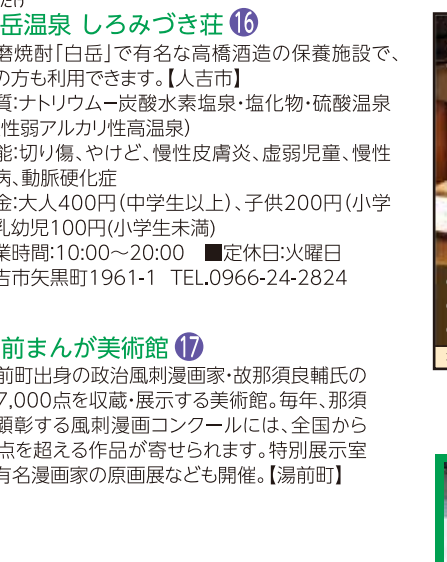 だけ
岳温泉 しろみづき荘 ⑯
磨焼酎「白岳」で有名な高橋酒造の保養施設で、
の方も利用できます。【人吉市】
質:ナトリウムー炭酸水素塩泉・塩化物・硫酸温泉
性弱アルカリ性高温泉)
能:切り傷、やけど、慢性皮膚炎、虚弱児童、慢性
病、動脈硬化症
金:大人400円(中学生以上)、子供200円(小学
乳幼児100円(小学生未満)
業時間:10:00〜20:00 ■定休日:火曜日
吉市矢黒町1961-1 TEL.0966-24-2824
前まんが美術館 ⑰
前町出身の政治風刺漫画家・故那須良輔氏の
7,000点を収蔵・展示する美術館。毎年、那須
顕彰する風刺漫画コンクールには、全国から
点を超える作品が寄せられます。特別展示室
有名漫画家の原画展なども開催。【湯前町】